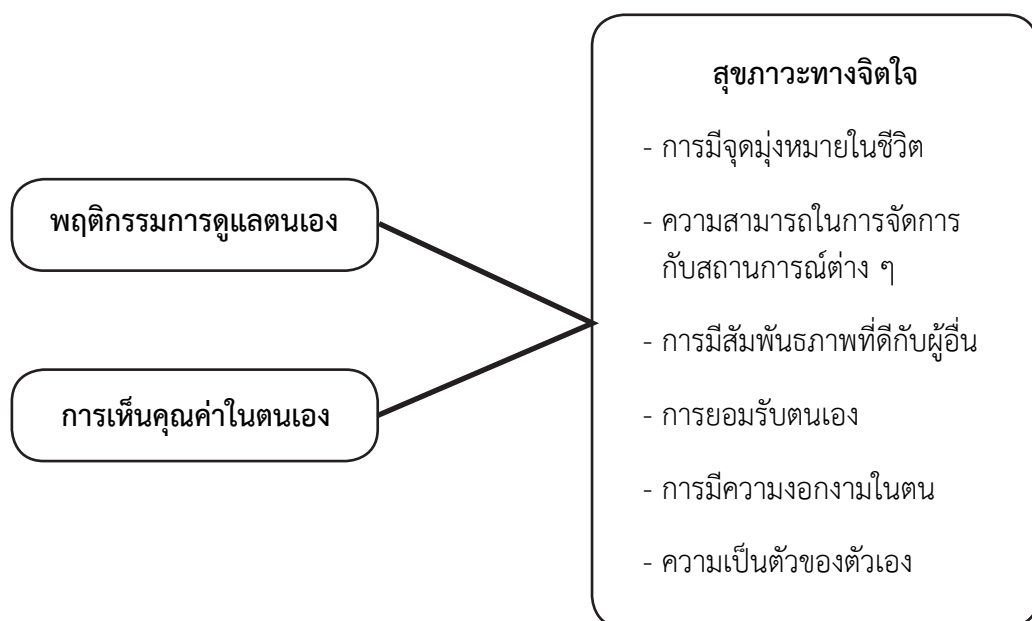 พฤติกรรมการดูแลตนเอง
การเห็นคุณค่าในตนเอง
สุขภาวะทางจิตใจ
- การมีจุดมุ่งหมายในชีวิต
- ความสามารถในการจัดการ
กับสถานการณ์ต่าง ๆ
- การมีสัมพันธภาพที่ดีกับผู้อื่น
- การยอมรับตนเอง
- การมีความงอกงามในตน
- ความเป็นตัวของตัวเอง